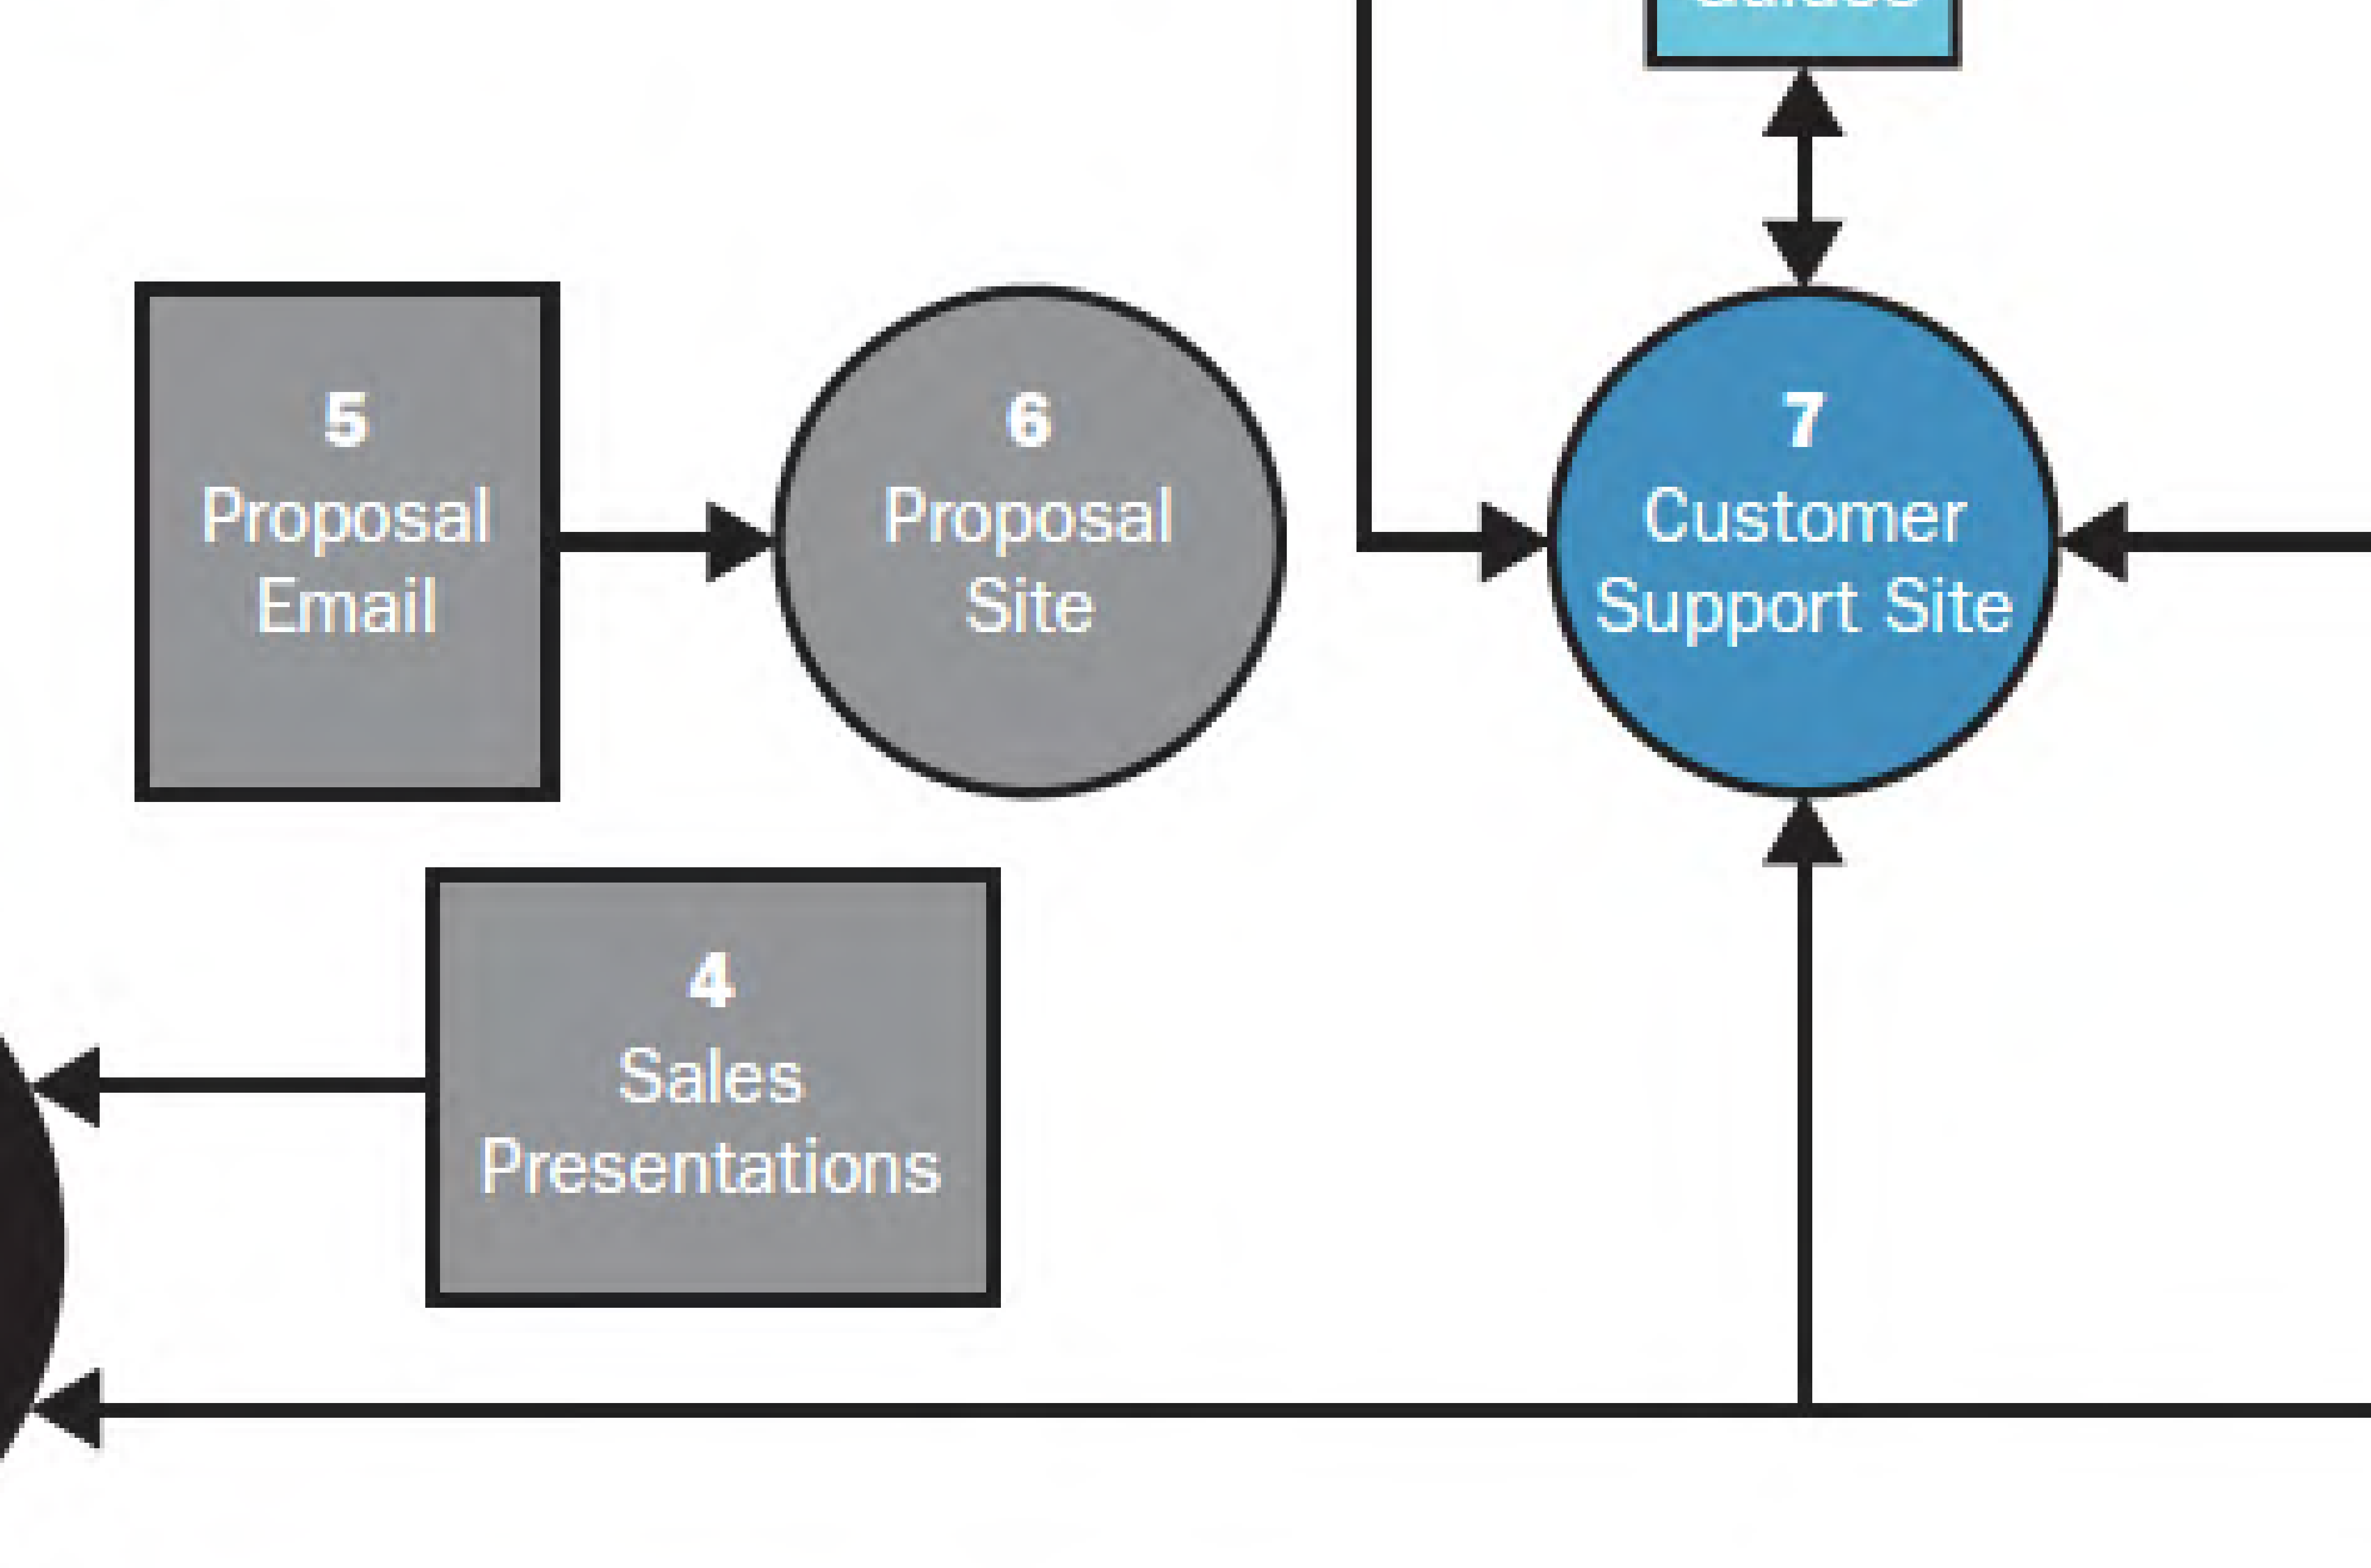 5
Proposal
Email
6
Proposal
Site
7
Customer
Support Site
4
Sales
Presentations